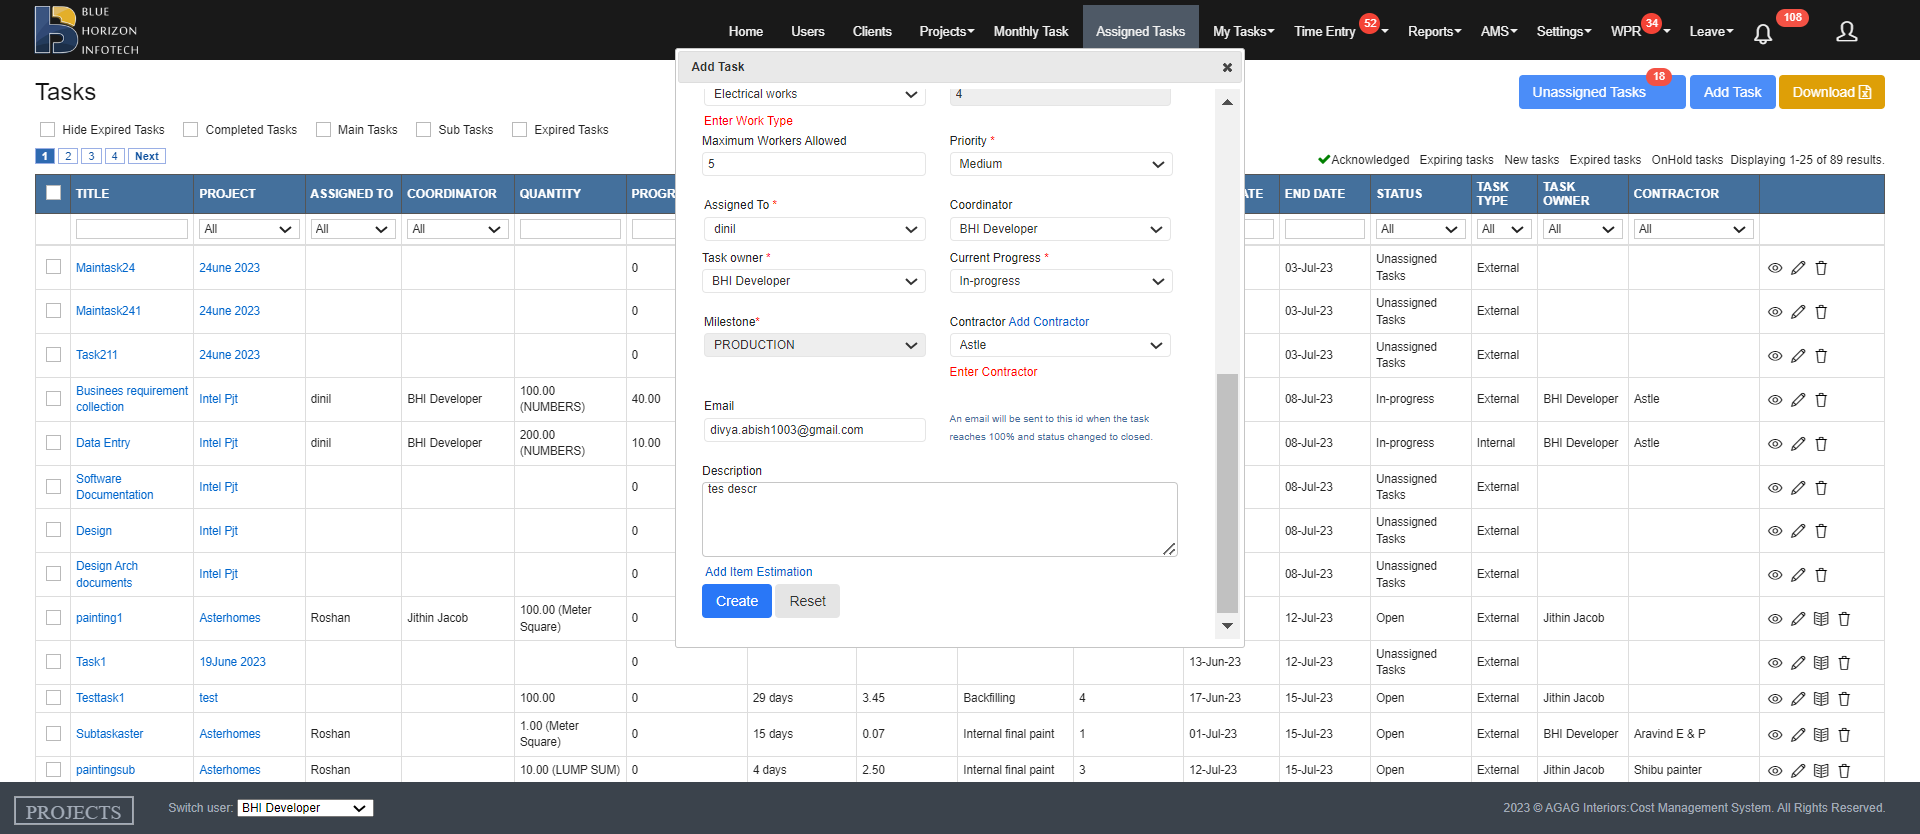 BLUE
HORIZON
INFOTECH
Home Users Clients Projects Monthly Task Assigned Tasks My Tasks Time Entry 52 Reports AMS Settings WPR 34 Leave 108
Tasks
Unassigned Tasks 18 Add Task Download
Hide Expired Tasks Completed Tasks Main Tasks Sub Tasks Expired Tasks
1 2 3 4 Next
Acknowledged Expiring tasks New tasks Expired tasks OnHold tasks Displaying 1-25 of 89 results.
Add Task
Electrical works 4
Enter Work Type
Maximum Workers Allowed Priority *
5 Medium
Assigned To * Coordinator
dinil BHI Developer
Task owner * Current Progress *
BHI Developer In-progress
Milestone* Contractor Add Contractor
PRODUCTION Astle
Enter Contractor
Email
divya.abish1003@gmail.com
An email will be sent to this id when the task
reaches 100% and status changed to closed.
Description
tes descr
Add Item Estimation
Create Reset
TITLE PROJECT ASSIGNED TO COORDINATOR QUANTITY PROGR ATE END DATE STATUS TASK TYPE TASK OWNER CONTRACTOR
All All All All All All All
Maintask24 24une 2023 0 03-Jul-23 Unassigned Tasks External
Maintask241 24une 2023 0 03-Jul-23 Unassigned Tasks External
Task211 24une 2023 0 03-Jul-23 Unassigned Tasks External
Businees requirement collection Intel Pjt dinil BHI Developer 100.00 (NUMBERS) 40.00 08-Jul-23 In-progress External BHI Developer Astle
Data Entry Intel Pjt dinil BHI Developer 200.00 (NUMBERS) 10.00 08-Jul-23 In-progress Internal BHI Developer Astle
Software Documentation Intel Pjt 0 08-Jul-23 Unassigned Tasks External
Design Intel Pjt 0 08-Jul-23 Unassigned Tasks External
Design Arch documents Intel Pjt 0 08-Jul-23 Unassigned Tasks External
painting1 Asterhomes Roshan Jithin Jacob 100.00 (Meter Square) 0 12-Jul-23 Open External Jithin Jacob
Task1 19June 2023 0 13-Jun-23 12-Jul-23 Unassigned Tasks External
Testtask1 test 100.00 0 29 days 3.45 Backfilling 4 17-Jun-23 15-Jul-23 Open External Jithin Jacob
Subtaskaster Asterhomes Roshan 1.00 (Meter Square) 0 15 days 0.07 Internal final paint 1 01-Jul-23 15-Jul-23 Open External BHI Developer Aravind E & P
paintingsub Asterhomes Roshan 10.00 (LUMP SUM) 0 4 days 2.50 Internal final paint 3 12-Jul-23 15-Jul-23 Open External Jithin Jacob Shibu painter
PROJECTS Switch user: BHI Developer 2023 © AGAG Interiors:Cost Management System. All Rights Reserved.